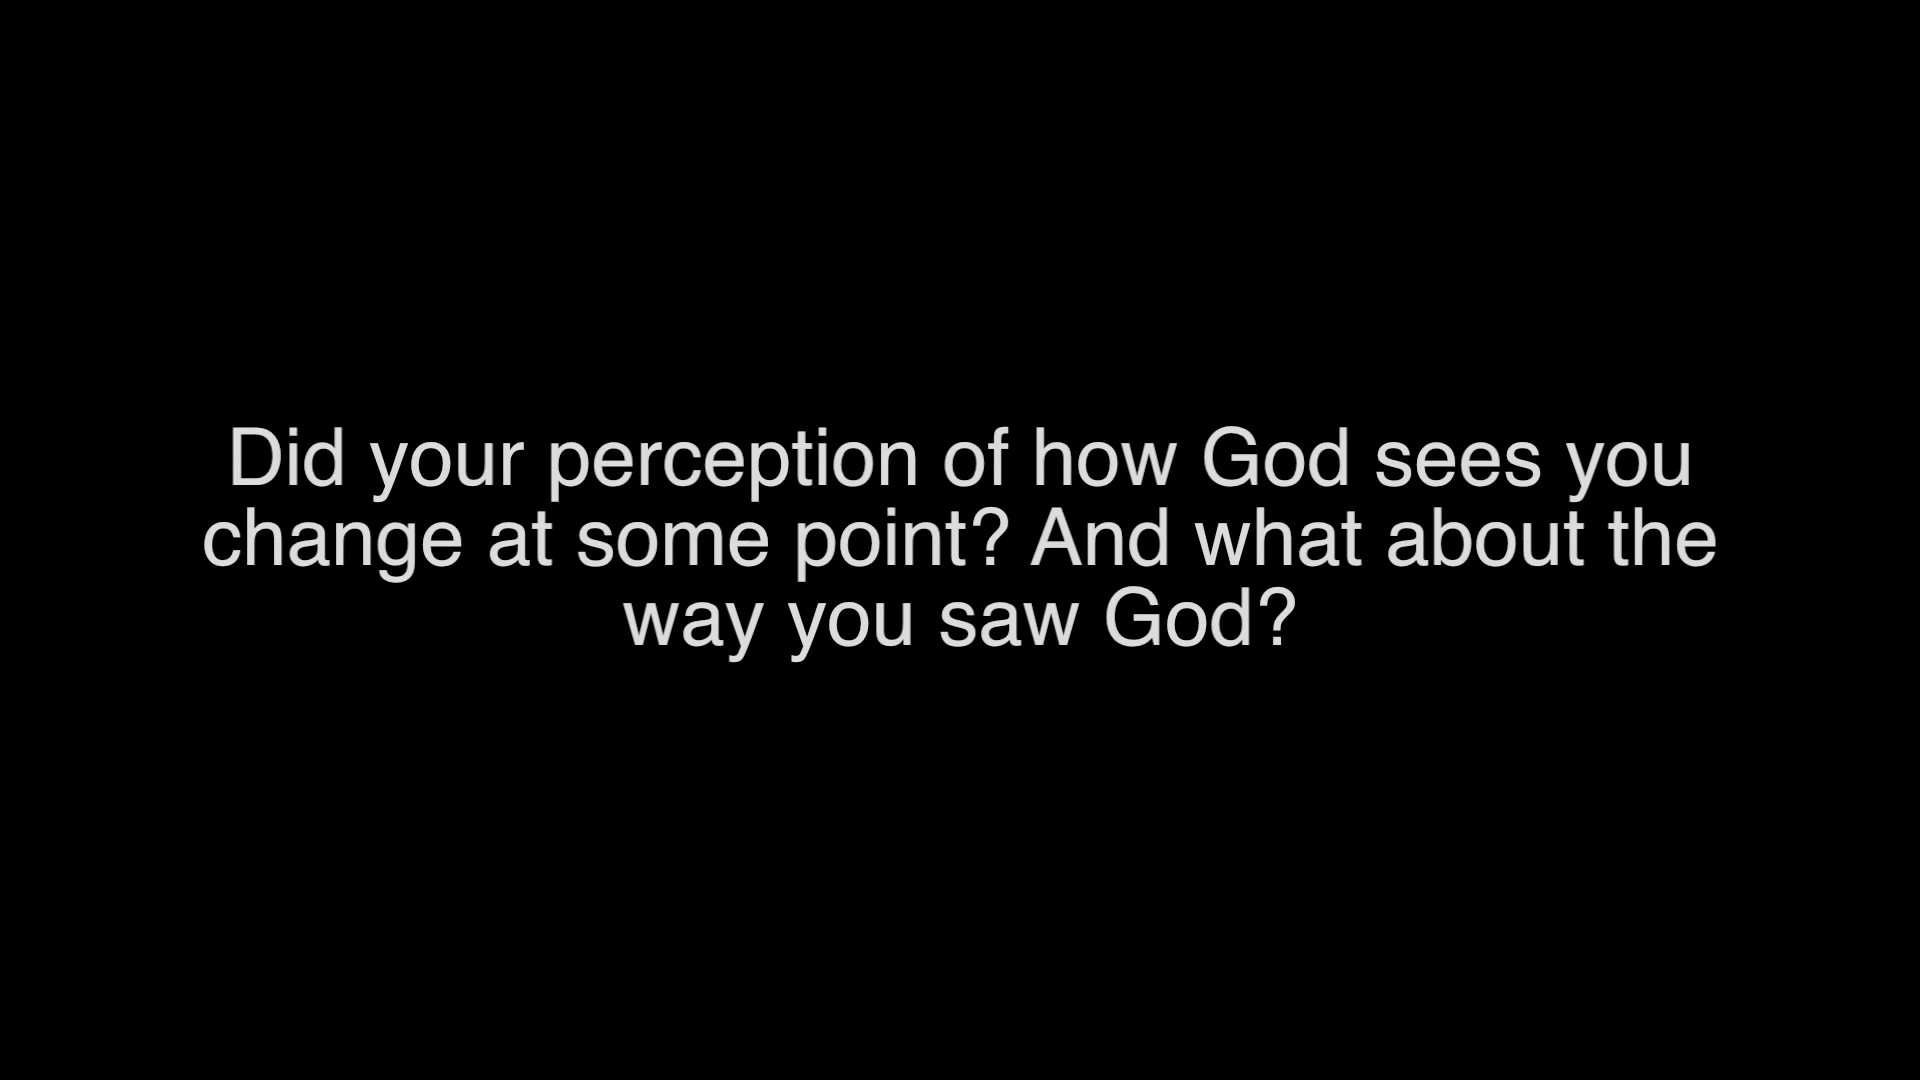 Did your perception of how God sees you
change at some point? And what about the
way you saw God?